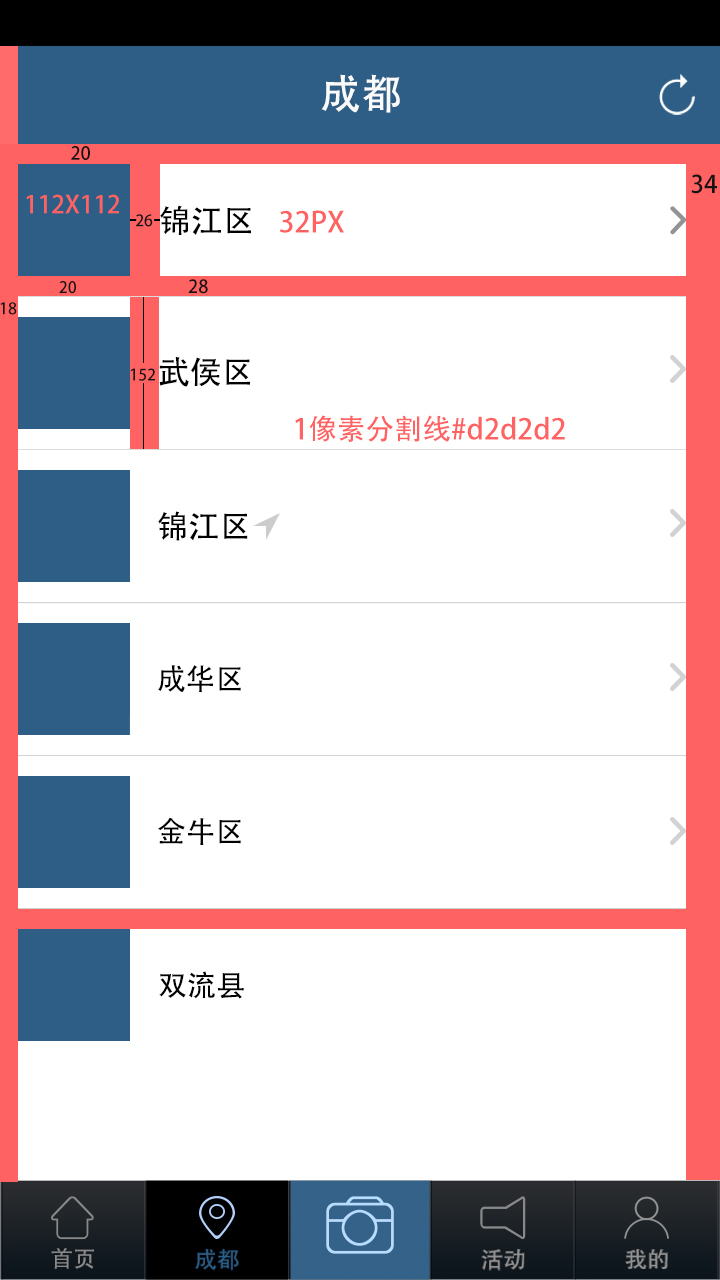 成都
20
112X112
26
锦江区 32PX
34
20
28
18
152
武侯区
1像素分割线#d2d2d2
锦江区
成华区
金牛区
双流县
首页
成都
活动
我的